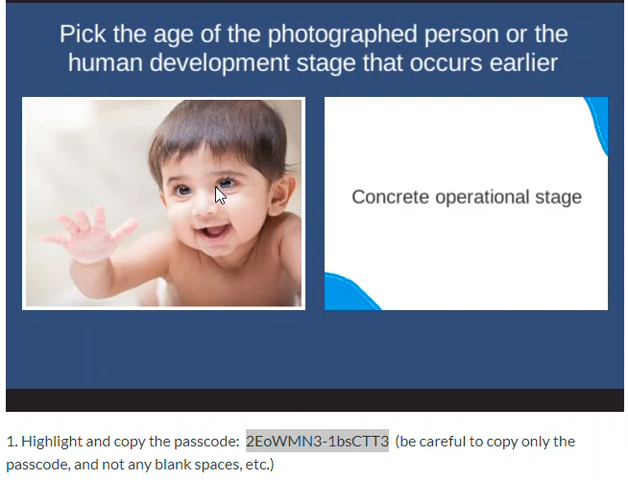 Pick the age of the photographed person or the
human development stage that occurs earlier
Concrete operational stage
1. Highlight and copy the passcode: 2EoWMN3-1bsCTT3 (be careful to copy only the
passcode, and not any blank spaces, etc.)